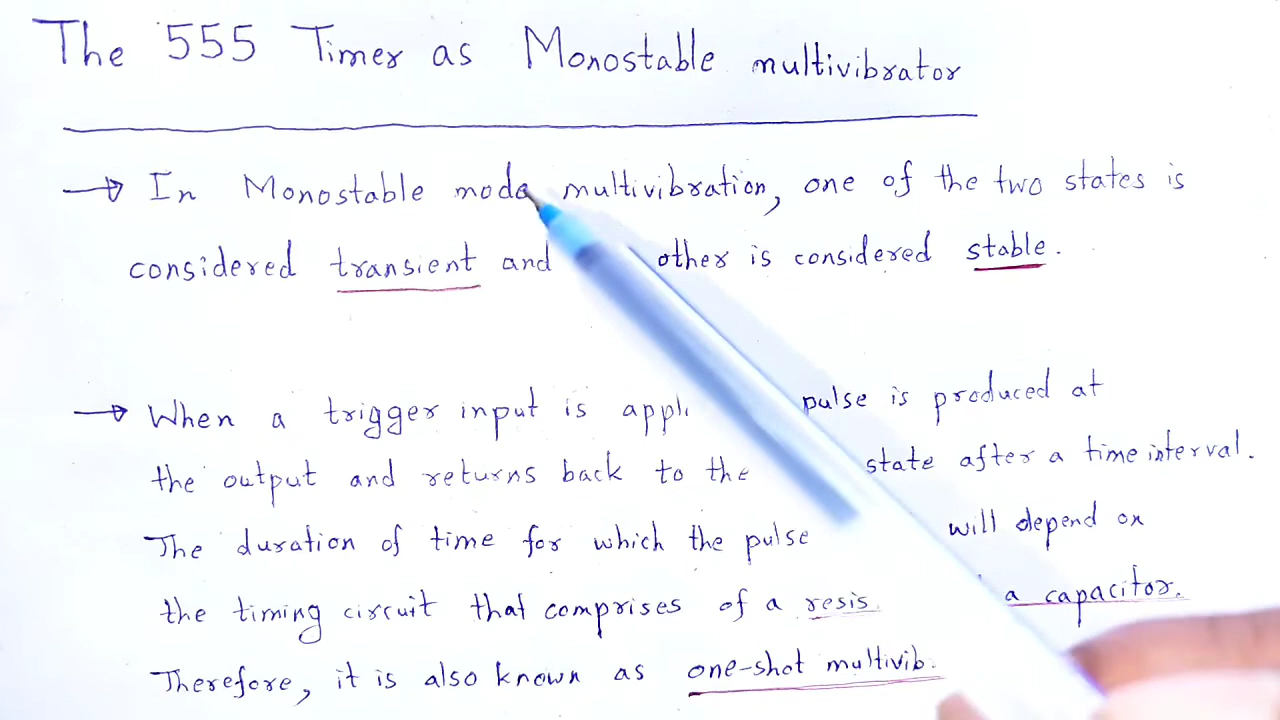 The 555 Timer as Monostable multivibrator
→ In Monostable mode multivibration, one of the two states is
considered transient and other is considered stable.
→ When a trigger input is appli pulse is produced at
the output and returns back to the state after a time interval.
The duration of time for which the pulse will depend on
the timing circuit that comprises of a resis a capacitor.
Therefore, it is also known as one-shot multivib.